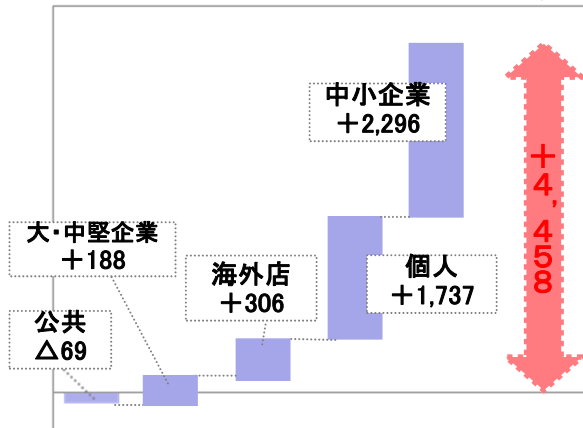 中小企業
＋2,296
大・中堅企業
＋188
海外店
＋306
個人
＋1,737
公共
△69
＋4,458